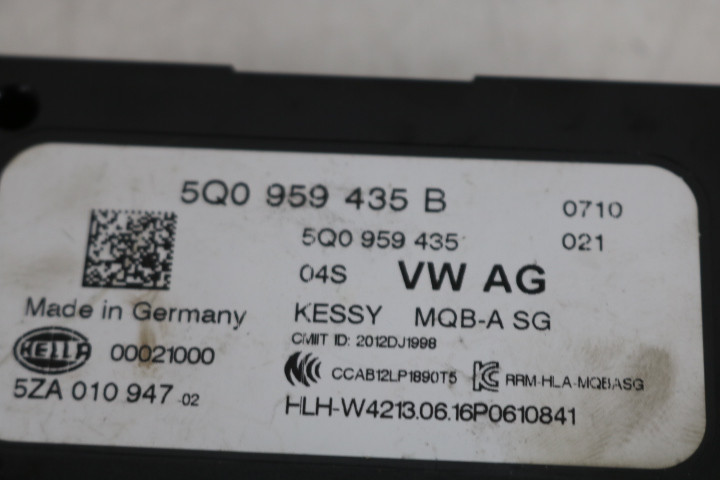 5Q0 959 435 B 0710
5Q0 959 435 021
04S VW AG
Made in Germany KESSY MQB-A SG
CMIIT ID: 2012DJ1998
HELLA 00021000 CCAB12LP1890T5 RRM-HLA-MQBASG
5ZA 010 947-02 HLH-W4213.06.16P0610841